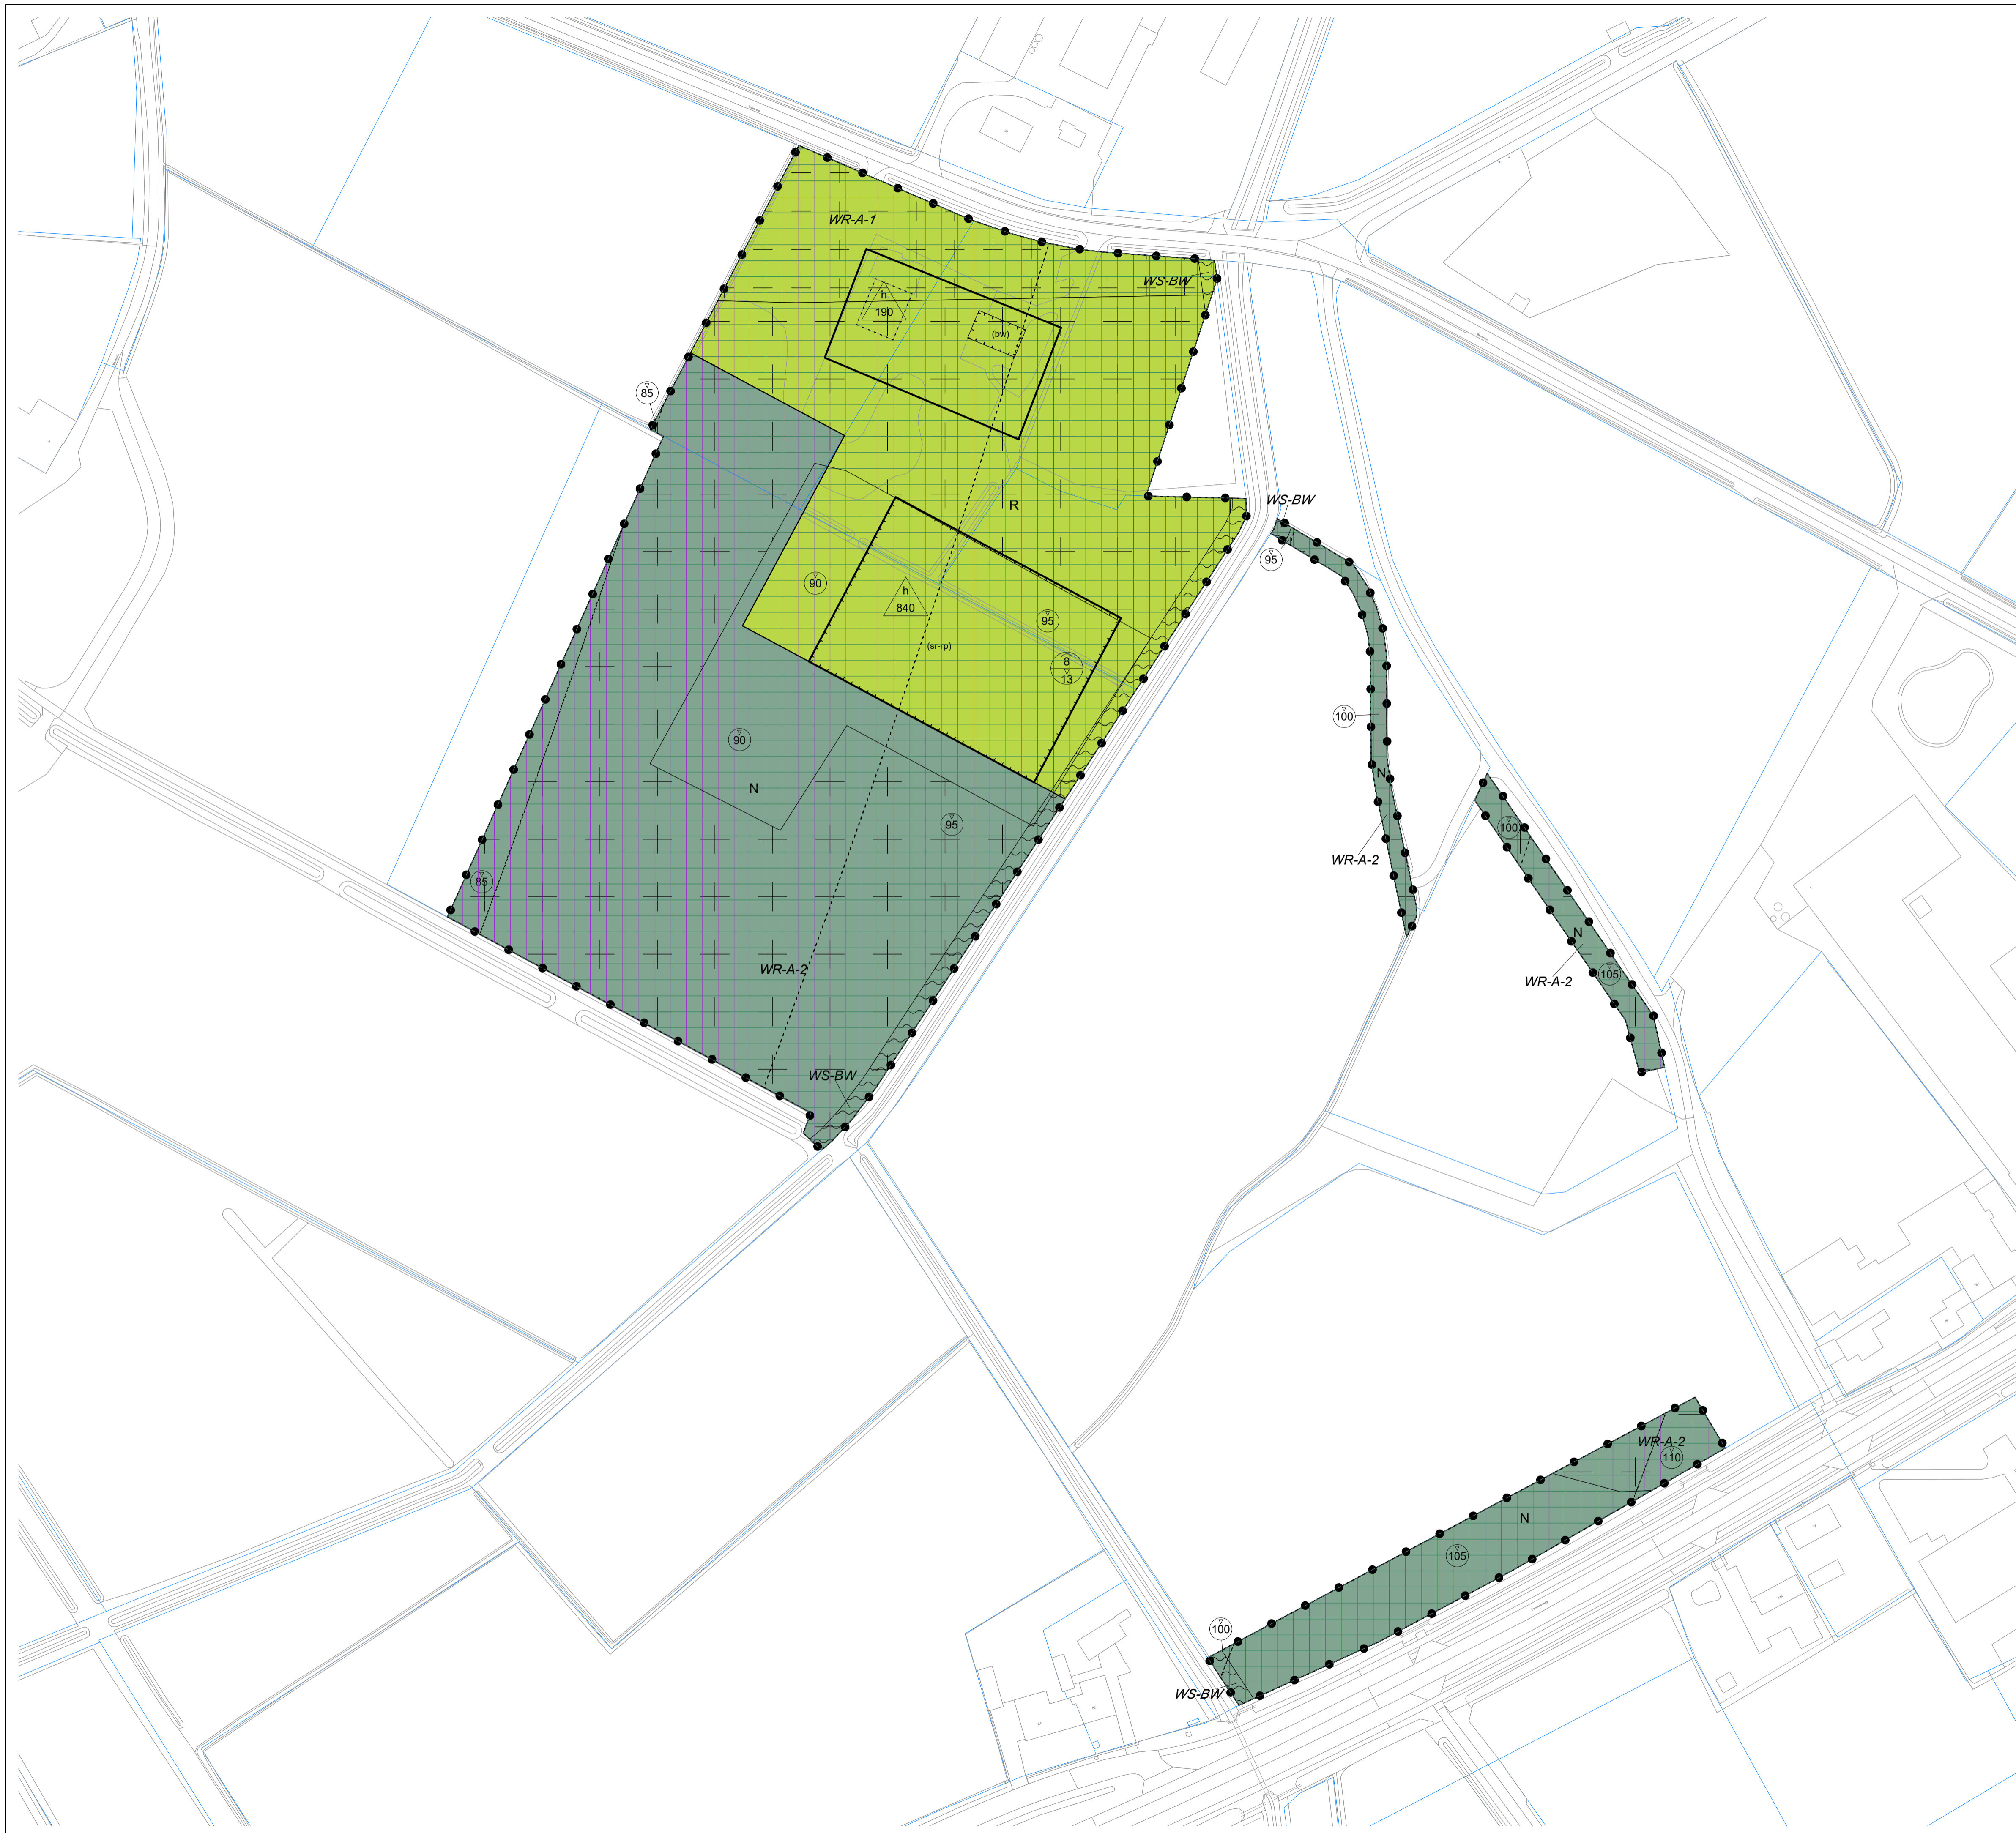 WR-A-1
WS-BW
h
190
(bw)
85
WS-BW
R
95
90
h
840
95
(sr-rp)
8
13
100
90
N
N
95
100
WR-A-2
85
N
WR-A-2
105
WR-A-2
WS-BW
WR-A-2
110
N
105
100
WS-BW